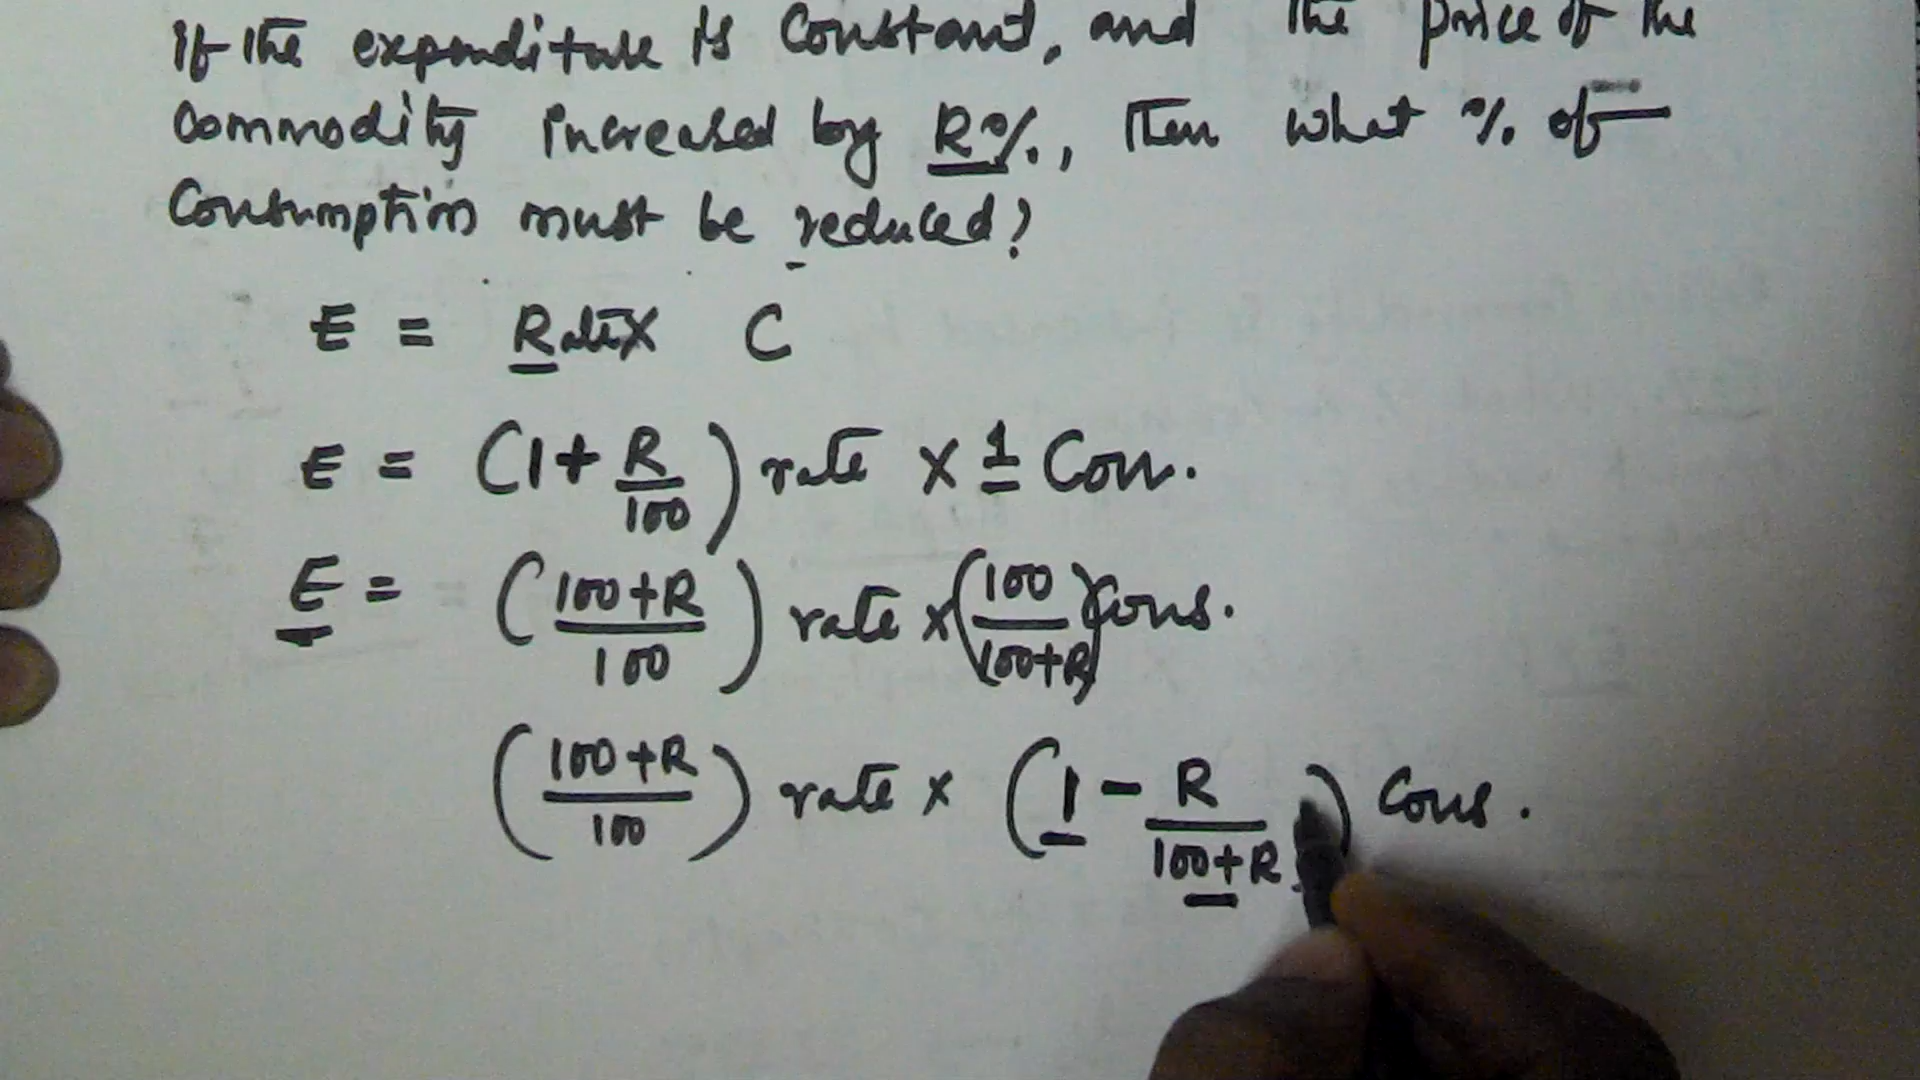 If the expenditure is Constant, and the price of the
Commodity increased by R%., Then what % of
Consumption must be reduced?
E = Rate X C
E = (1 + R/100) rate x 1 Con.
E = (100+R/100) rate x (100/100+R) Cons.
(100+R/100) rate x (1 - R/100+R) Cons.